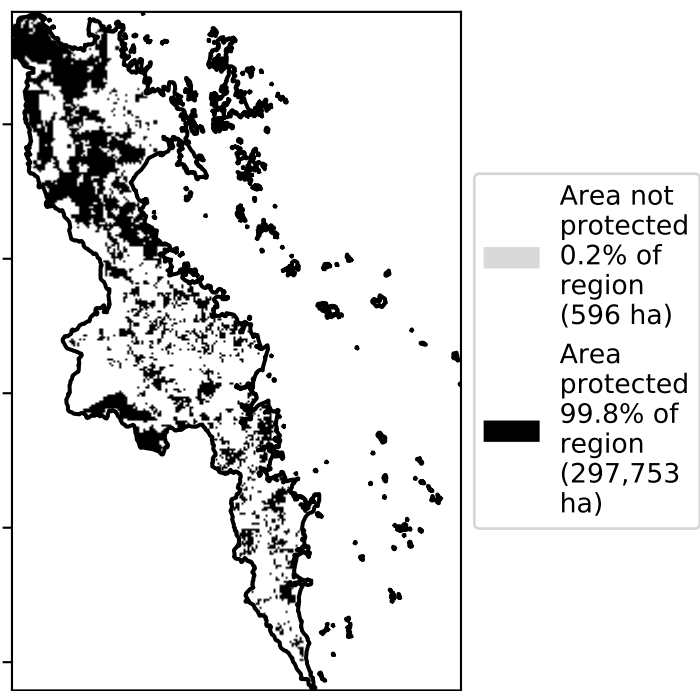 Area not
protected
0.2% of
region
(596 ha)
Area
protected
99.8% of
region
(297,753
ha)